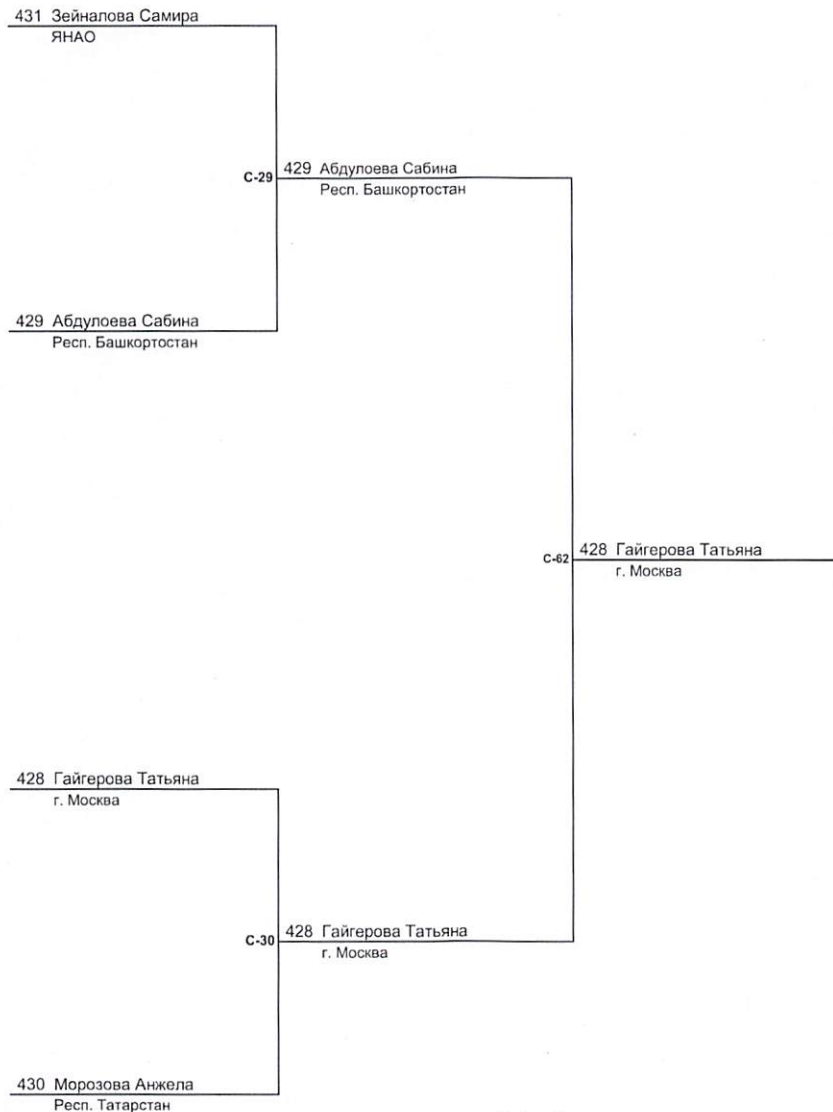 431 Зейналова Самира
ЯНАО
С-29
429 Абдулоева Сабина
Респ. Башкортостан
429 Абдулоева Сабина
Респ. Башкортостан
С-62
428 Гайгерова Татьяна
г. Москва
428 Гайгерова Татьяна
г. Москва
С-30
428 Гайгерова Татьяна
г. Москва
430 Морозова Анжела
Респ. Татарстан